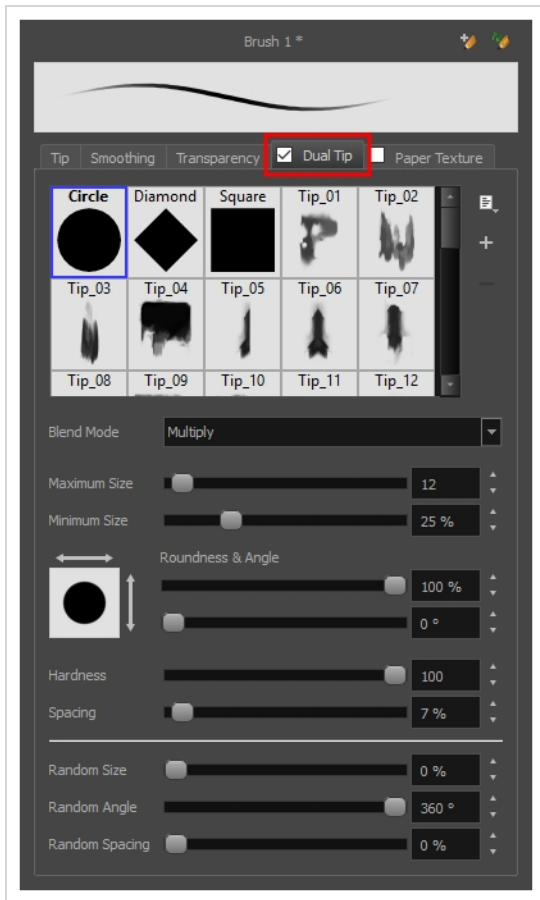 Brush 1 *
Tip Smoothing Transparency Dual Tip Paper Texture
Circle Diamond Square Tip_01 Tip_02
Tip_03 Tip_04 Tip_05 Tip_06 Tip_07
Tip_08 Tip_09 Tip_10 Tip_11 Tip_12
Blend Mode Multiply
Maximum Size 12
Minimum Size 25 %
Roundness & Angle
100 %
0 °
Hardness 100
Spacing 7 %
Random Size 0 %
Random Angle 360 °
Random Spacing 0 %